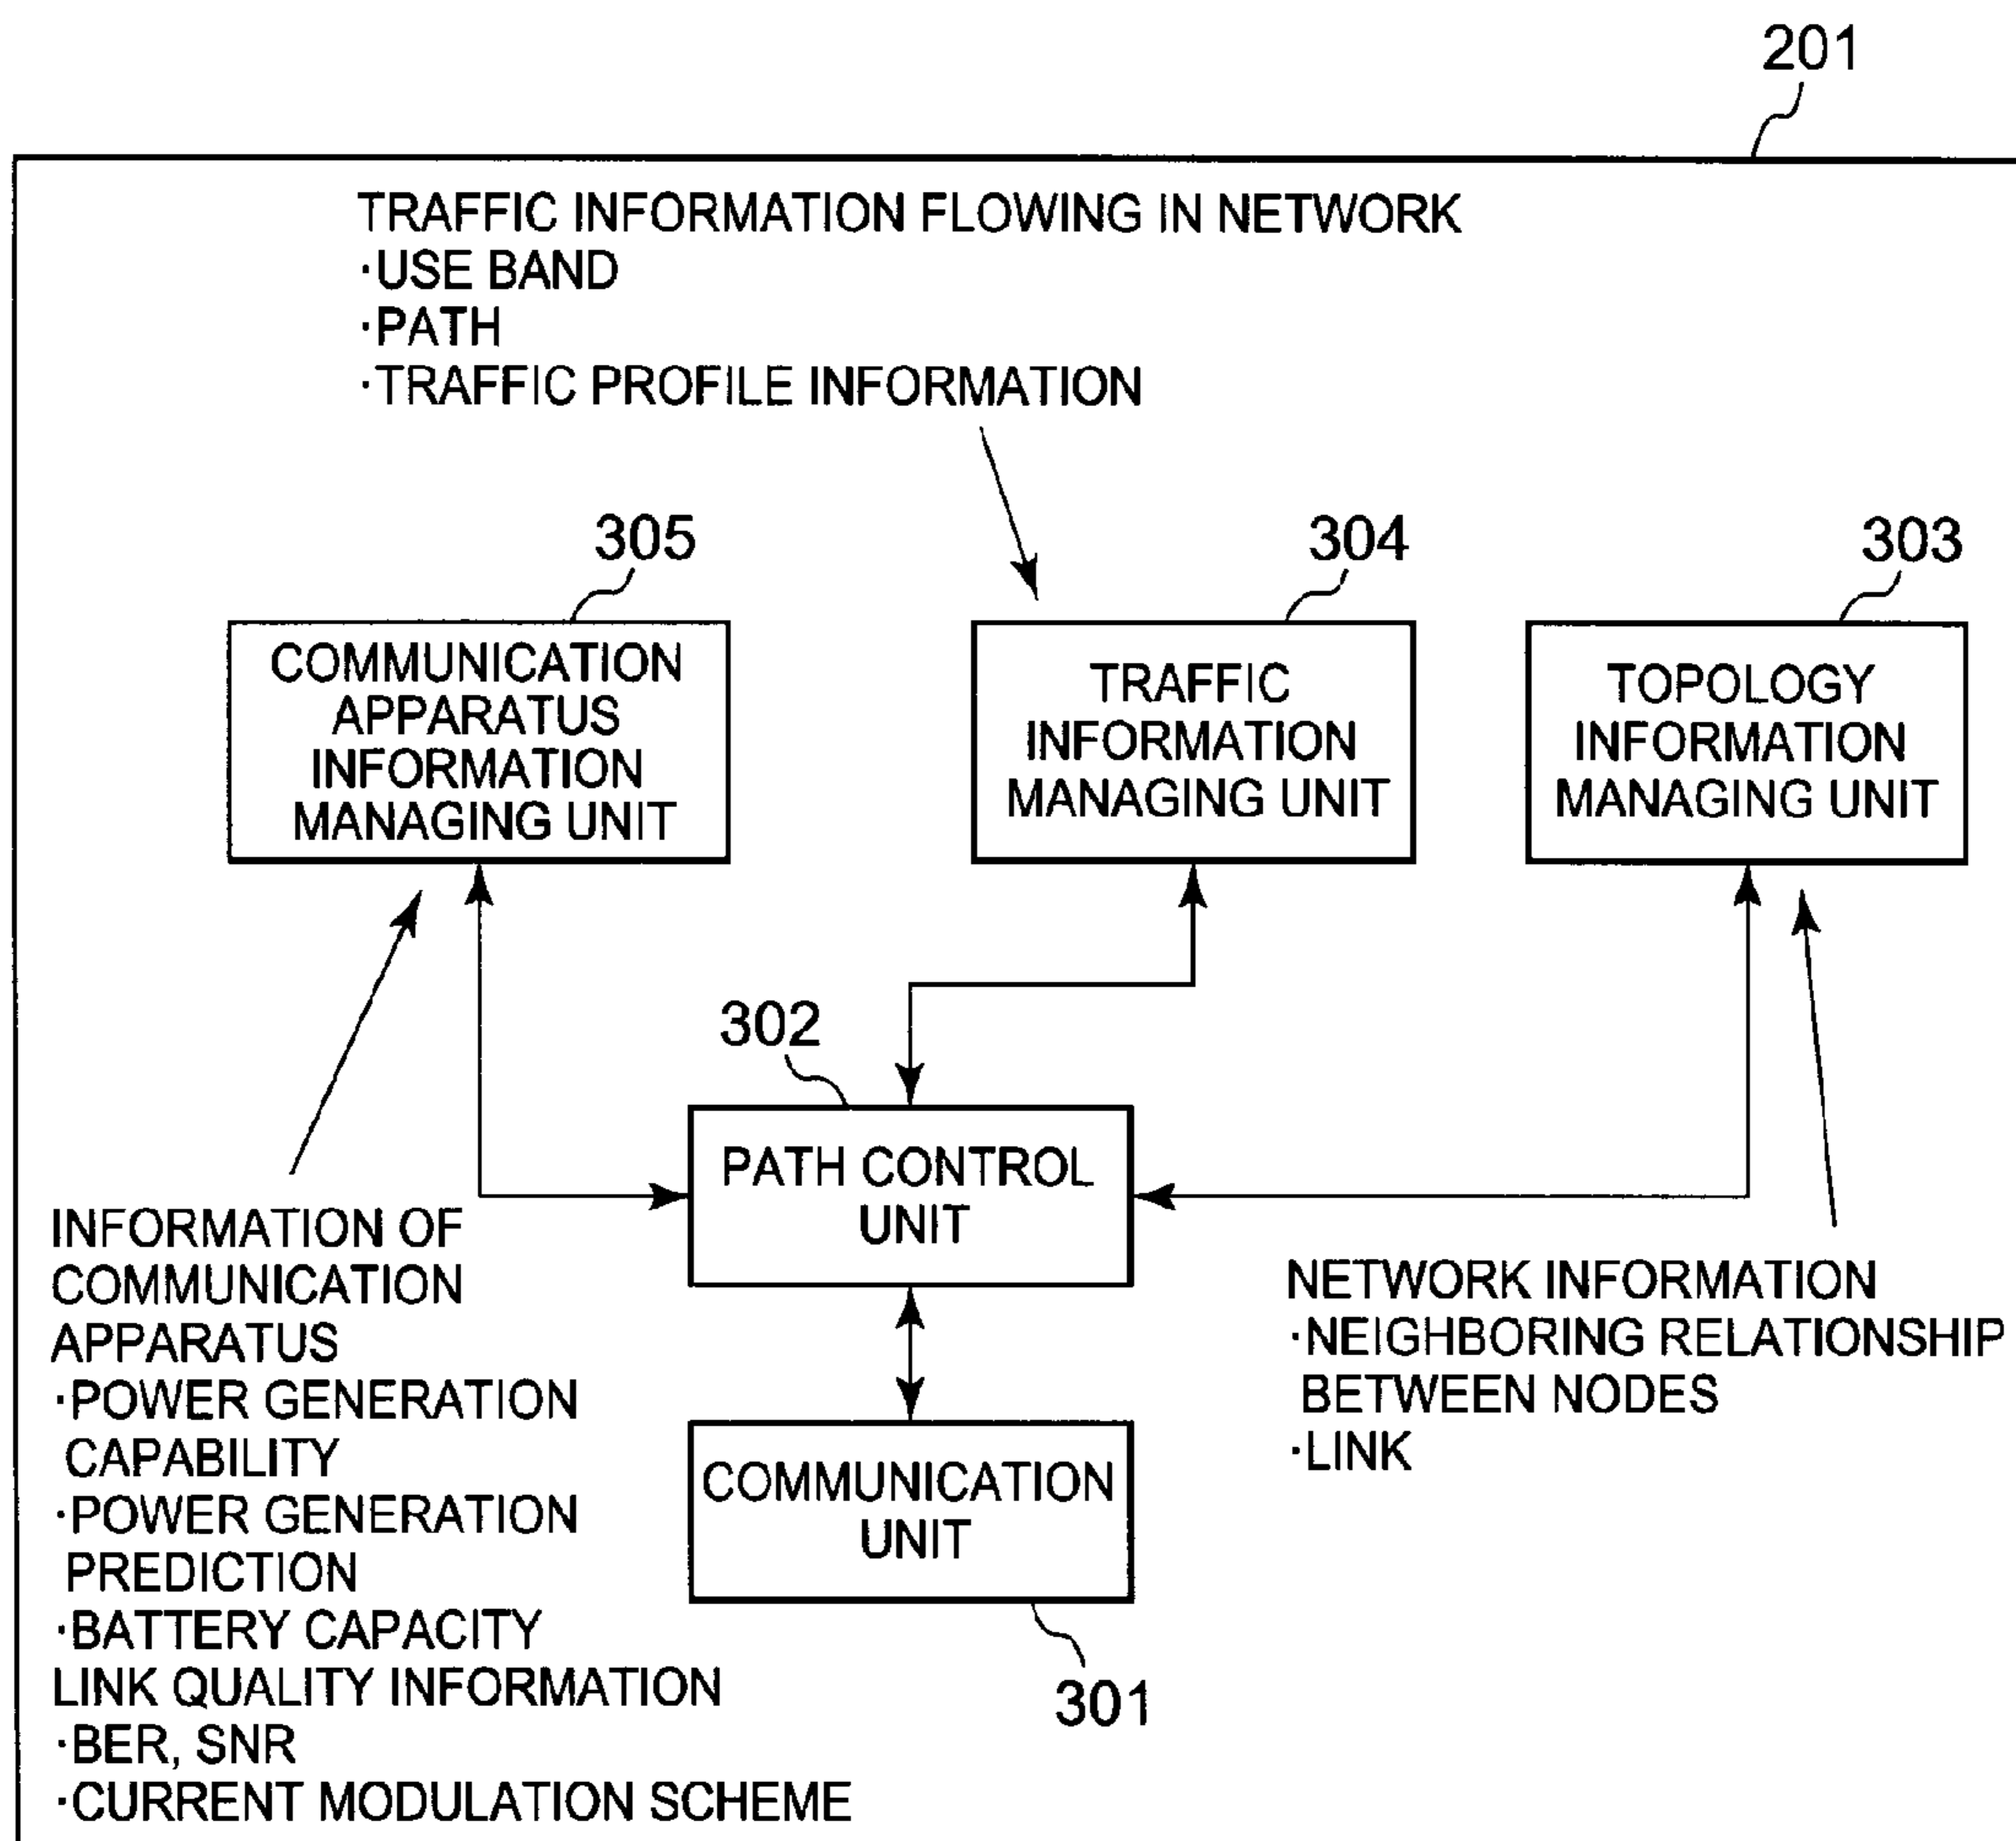 201
TRAFFIC INFORMATION FLOWING IN NETWORK
·USE BAND
·PATH
·TRAFFIC PROFILE INFORMATION
305
304
303
COMMUNICATION
APPARATUS
INFORMATION
MANAGING UNIT
TRAFFIC
INFORMATION
MANAGING UNIT
TOPOLOGY
INFORMATION
MANAGING UNIT
302
PATH CONTROL
UNIT
INFORMATION OF
COMMUNICATION
APPARATUS
·POWER GENERATION
CAPABILITY
·POWER GENERATION
PREDICTION
·BATTERY CAPACITY
LINK QUALITY INFORMATION
·BER, SNR
·CURRENT MODULATION SCHEME
NETWORK INFORMATION
·NEIGHBORING RELATIONSHIP
BETWEEN NODES
·LINK
COMMUNICATION
UNIT
301